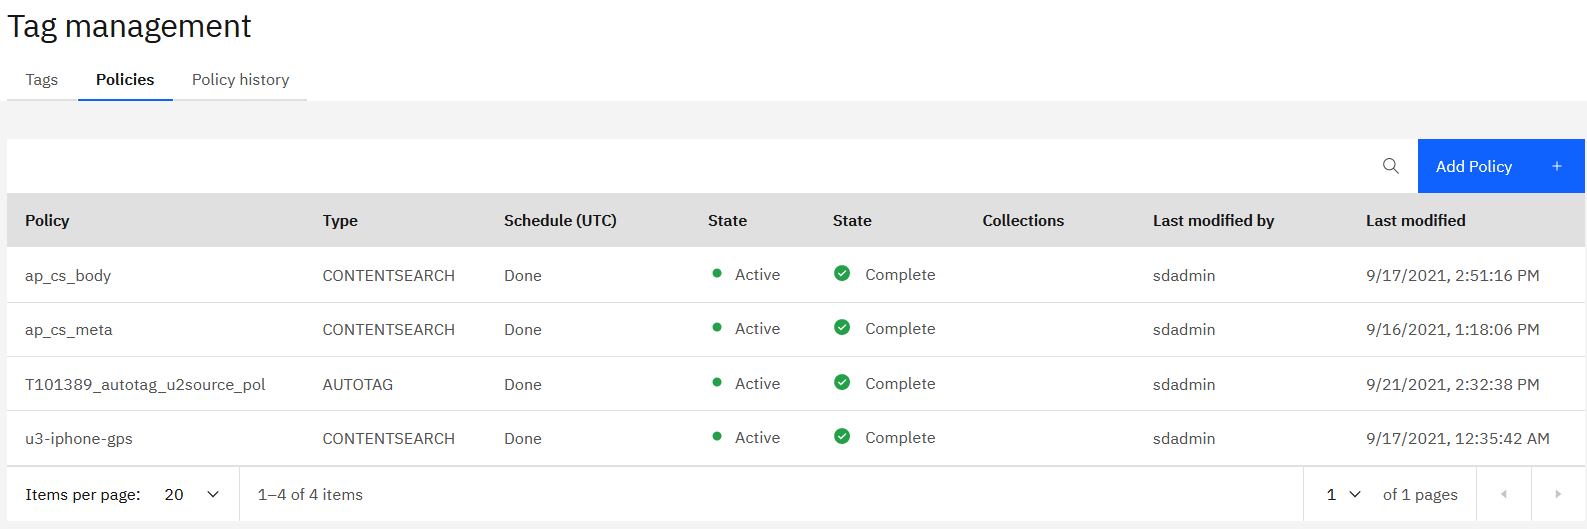 Tag management
Tags Policies Policy history
Add Policy +
Policy Type Schedule (UTC) State State Collections Last modified by Last modified
ap_cs_body CONTENTSEARCH Done Active Complete sdadmin 9/17/2021, 2:51:16 PM
ap_cs_meta CONTENTSEARCH Done Active Complete sdadmin 9/16/2021, 1:18:06 PM
T101389_autotag_u2source_pol AUTOTAG Done Active Complete sdadmin 9/21/2021, 2:32:38 PM
u3-iphone-gps CONTENTSEARCH Done Active Complete sdadmin 9/17/2021, 12:35:42 AM
Items per page: 20 1–4 of 4 items 1 of 1 pages